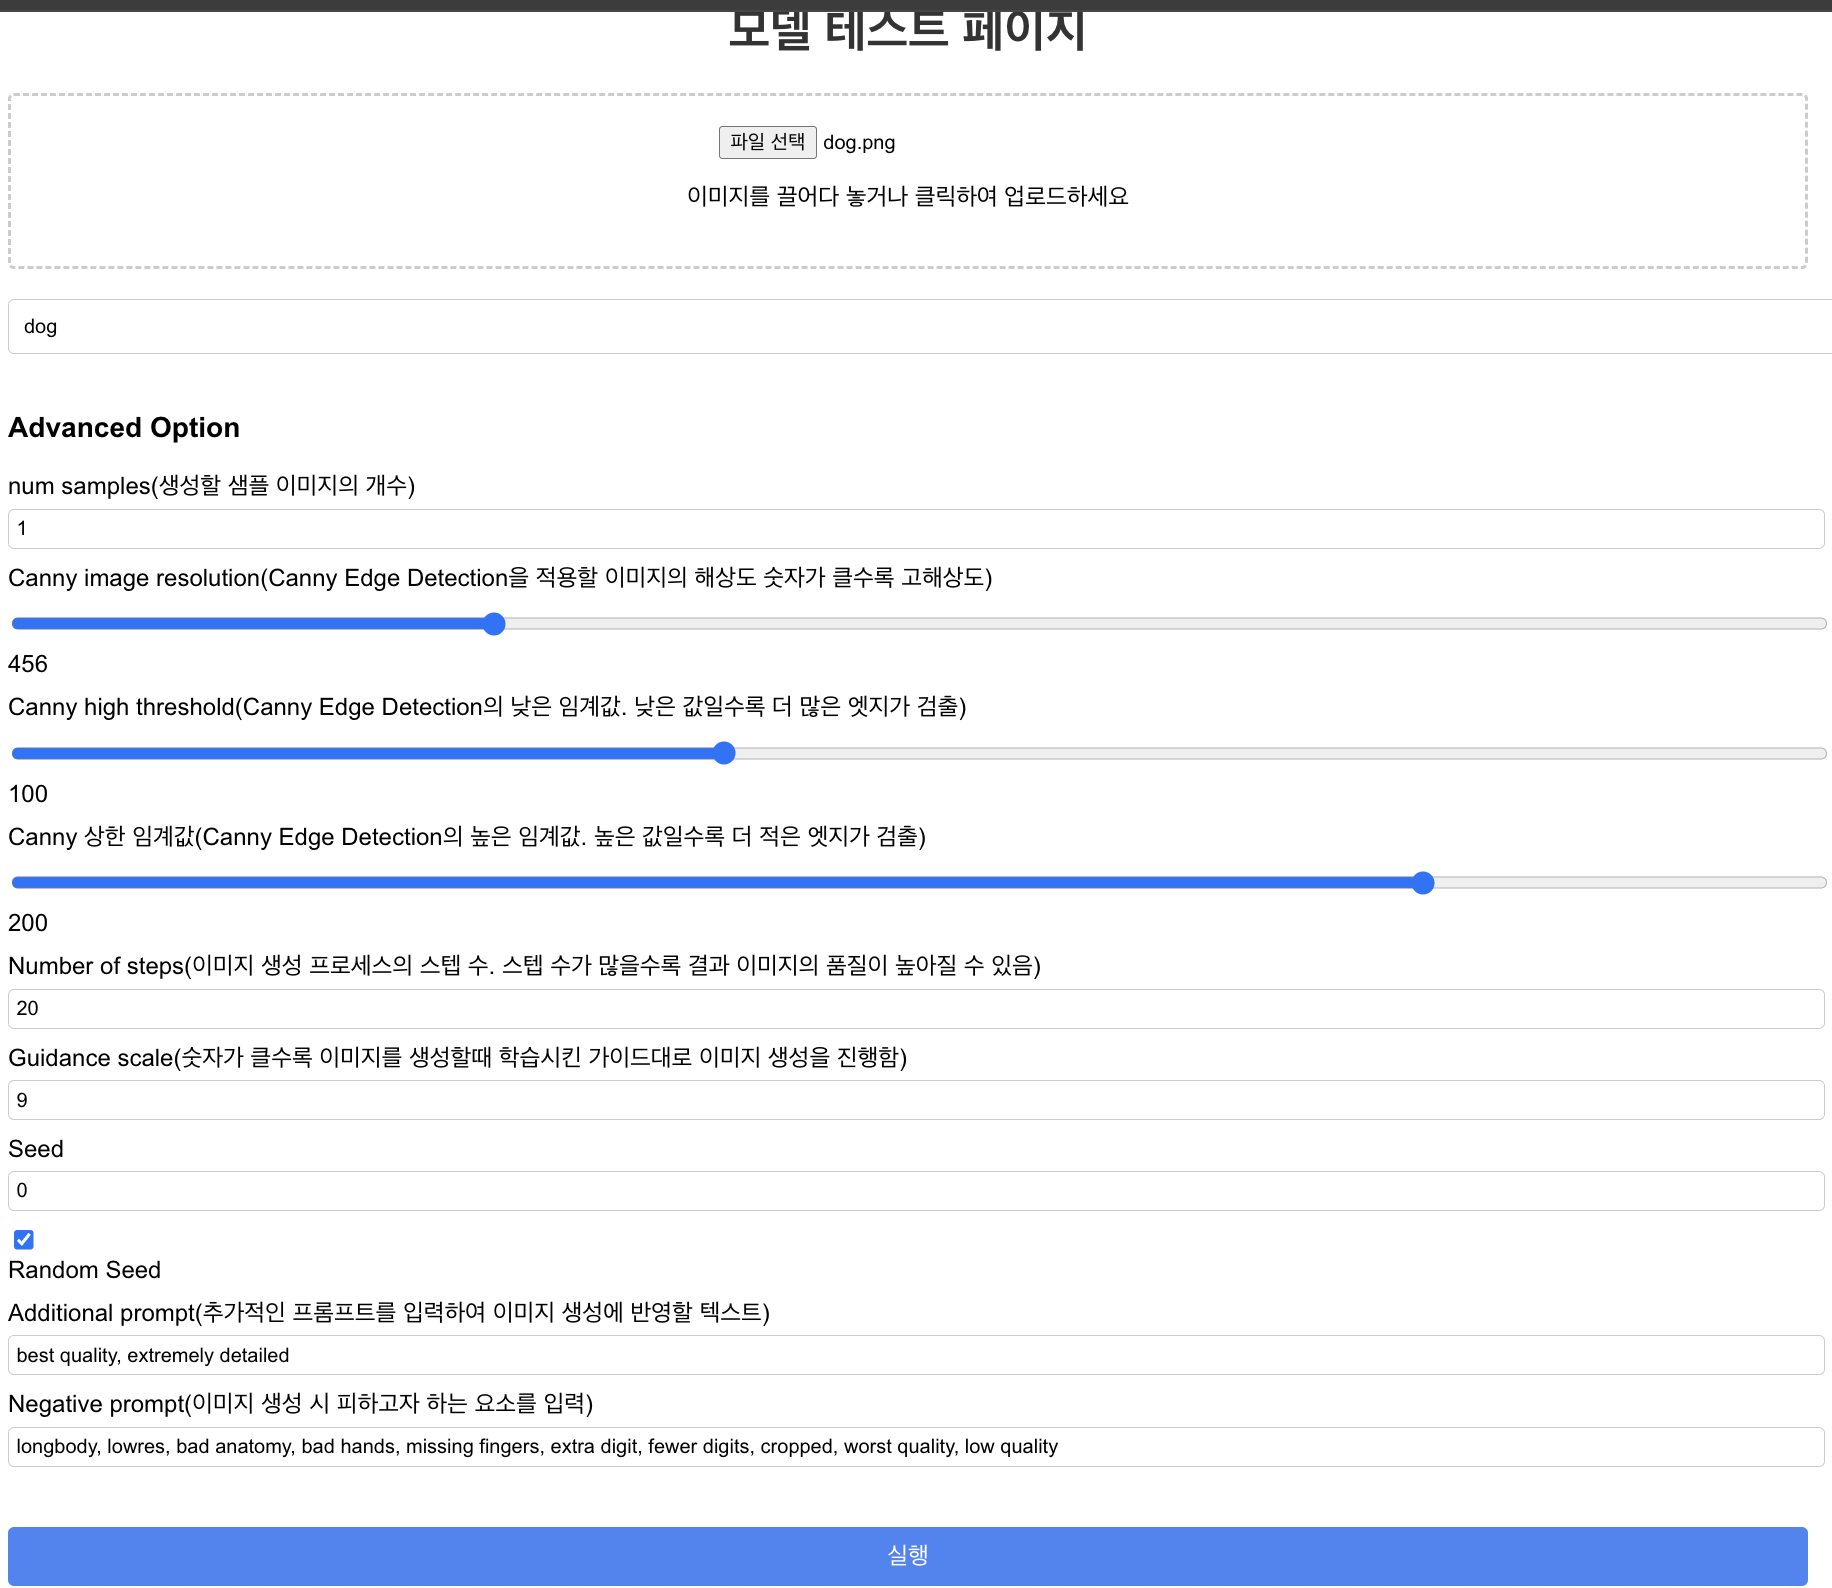 모델 테스트 페이지
파일 선택 dog.png
이미지를 끌어다 놓거나 클릭하여 업로드하세요
dog
Advanced Option
num samples(생성할 샘플 이미지의 개수)
1
Canny image resolution(Canny Edge Detection을 적용할 이미지의 해상도 숫자가 클수록 고해상도)
456
Canny high threshold(Canny Edge Detection의 낮은 임계값. 낮은 값일수록 더 많은 엣지가 검출)
100
Canny 상한 임계값(Canny Edge Detection의 높은 임계값. 높은 값일수록 더 적은 엣지가 검출)
200
Number of steps(이미지 생성 프로세스의 스텝 수. 스텝 수가 많을수록 결과 이미지의 품질이 높아질 수 있음)
20
Guidance scale(숫자가 클수록 이미지를 생성할때 학습시킨 가이드대로 이미지 생성을 진행함)
9
Seed
0
Random Seed
Additional prompt(추가적인 프롬프트를 입력하여 이미지 생성에 반영할 텍스트)
best quality, extremely detailed
Negative prompt(이미지 생성 시 피하고자 하는 요소를 입력)
longbody, lowres, bad anatomy, bad hands, missing fingers, extra digit, fewer digits, cropped, worst quality, low quality
실행